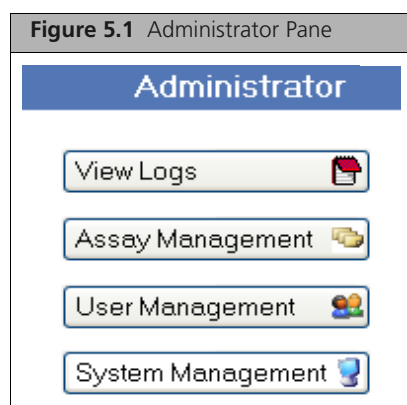 Figure 5.1 Administrator Pane
Administrator
View Logs
Assay Management
User Management
System Management